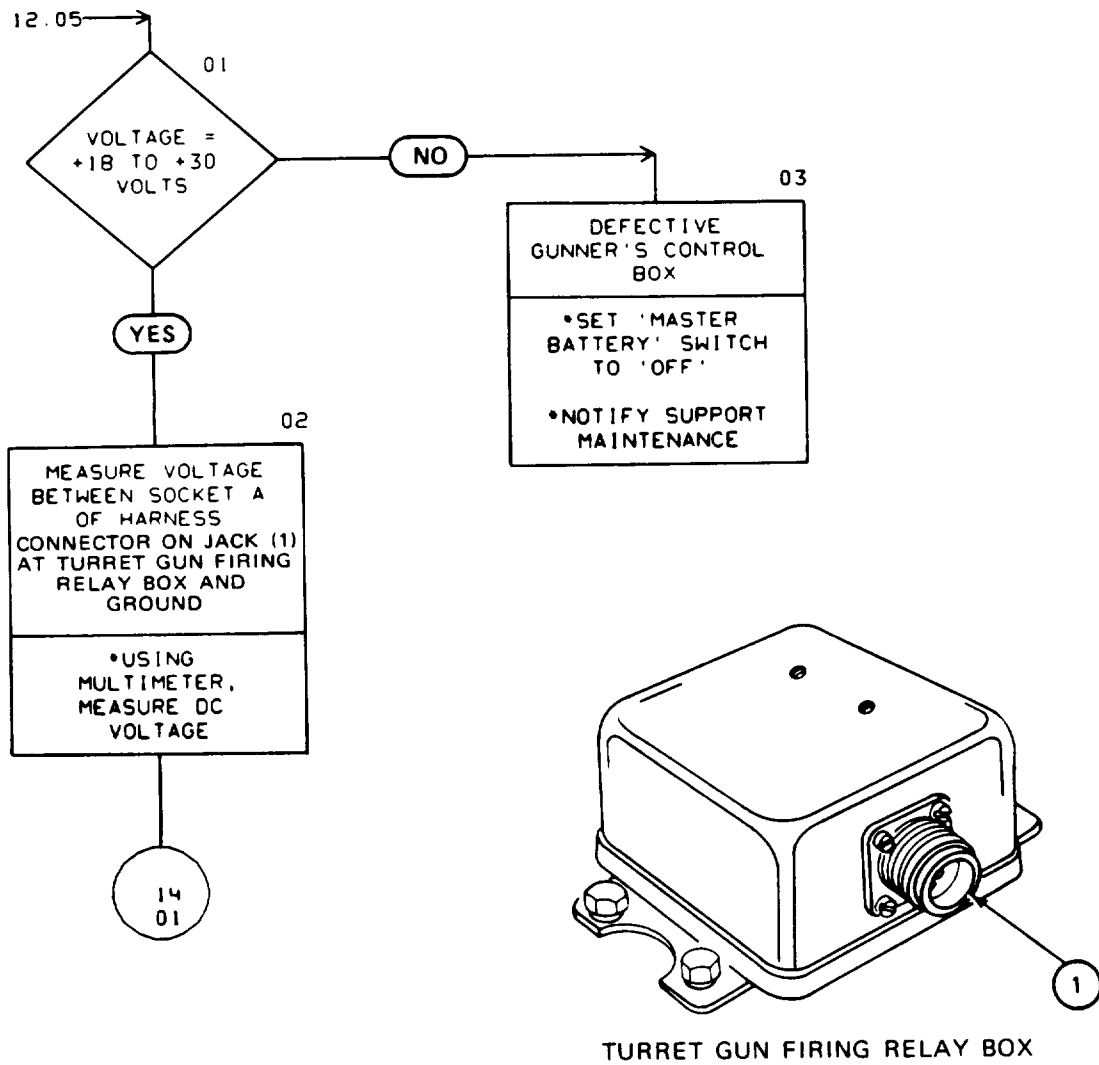 12.05
01
VOLTAGE =
+18 TO +30
VOLTS
NO
03
DEFECTIVE
GUNNER'S CONTROL
BOX
•SET 'MASTER
BATTERY' SWITCH
TO 'OFF'
•NOTIFY SUPPORT
MAINTENANCE
YES
02
MEASURE VOLTAGE
BETWEEN SOCKET A
OF HARNESS
CONNECTOR ON JACK (1)
AT TURRET GUN FIRING
RELAY BOX AND
GROUND
•USING
MULTIMETER,
MEASURE DC
VOLTAGE
14
01
1
TURRET GUN FIRING RELAY BOX